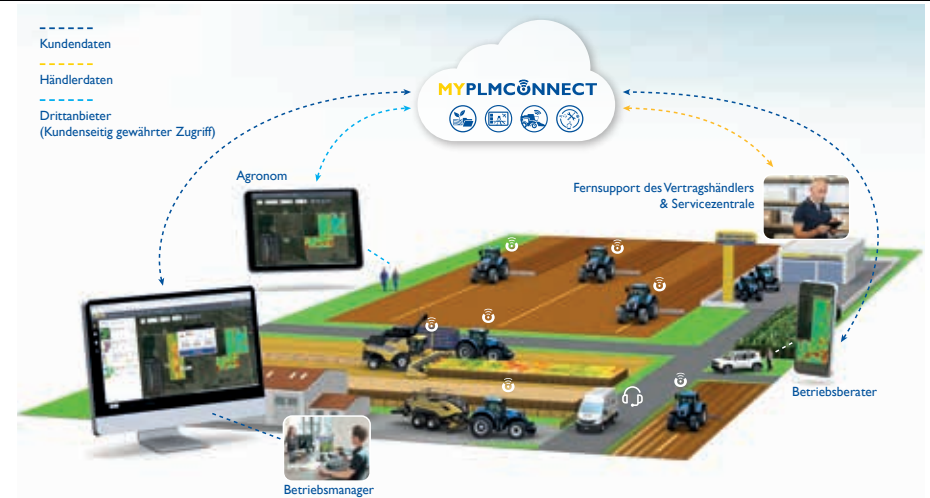 Kundendaten
Händlerdaten
Drittanbieter
(Kundenseitig gewährter Zugriff)
MYPLMCONNECT
Agronom
Fernsupport des Vertragshändlers
& Servicezentrale
Betriebsberater
Betriebsmanager